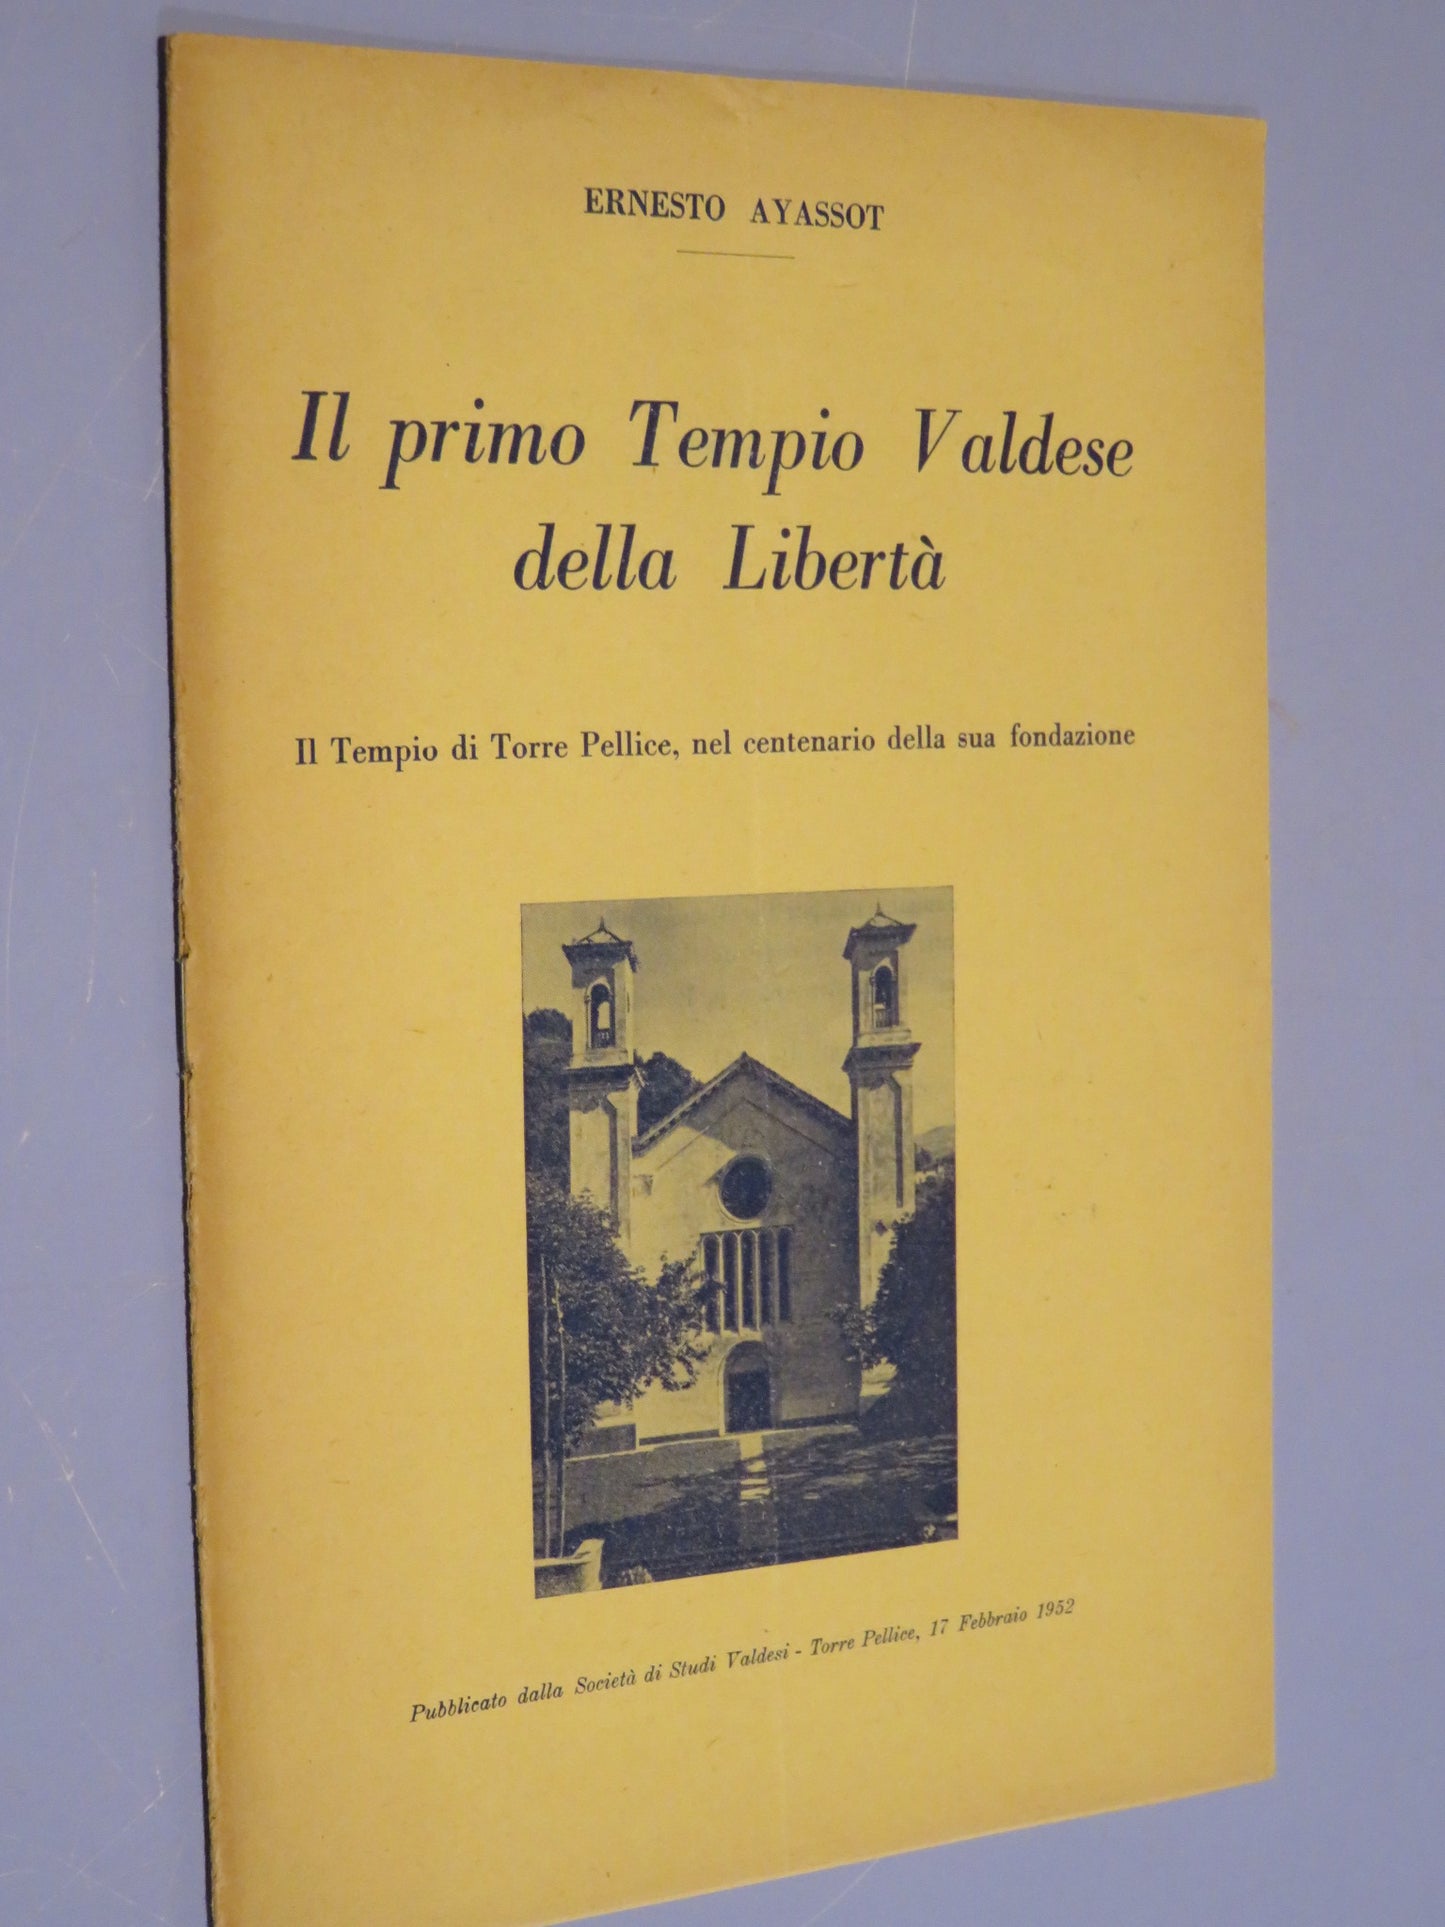 ERNESTO AYASSOT
Il primo Tempio Valdese
della Libertà
Il Tempio di Torre Pellice, nel centenario della sua fondazione
Pubblicato dalla Società di Studi Valdesi - Torre Pellice, 17 Febbraio 1952